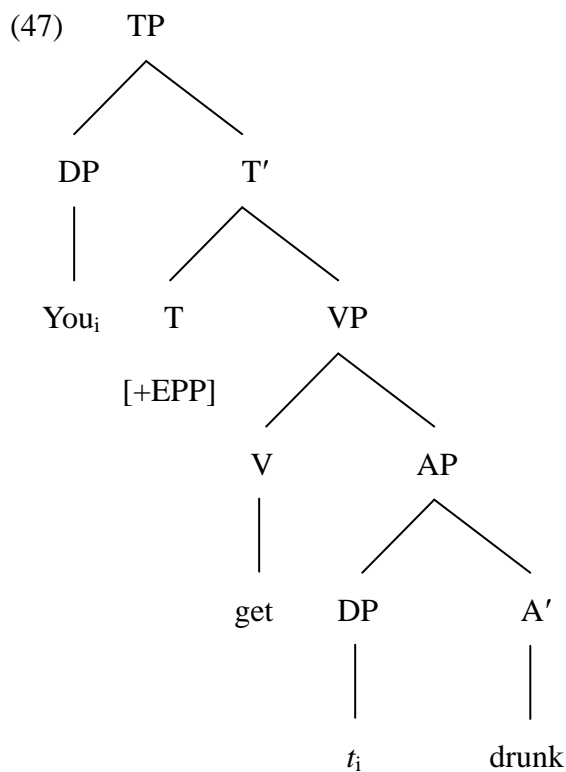 (47) TP
DP T′
Youᵢ T VP
[+EPP]
V AP
get DP A′
tᵢ drunk